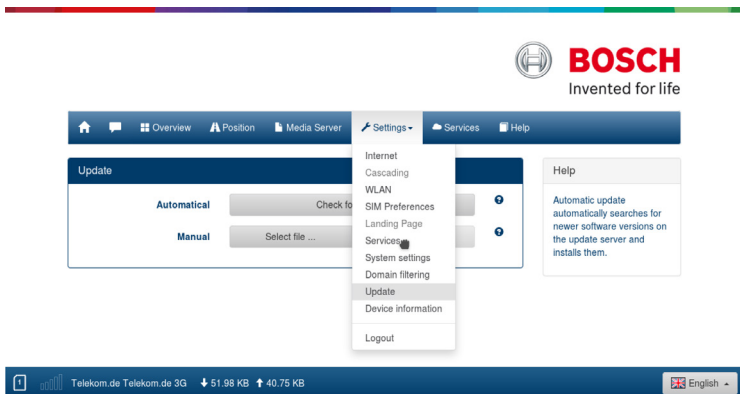 BOSCH
Invented for life
Overview Position Media Server Settings Services Help
Update
Automatical
Check fo
Manual
Select file ...
Internet
Cascading
WLAN
SIM Preferences
Landing Page
Services
System settings
Domain filtering
Update
Device information
Logout
Help
Automatic update
automatically searches for
newer software versions on
the update server and
installs them.
1 Telekom.de Telekom.de 3G 51.98 KB 40.75 KB
English